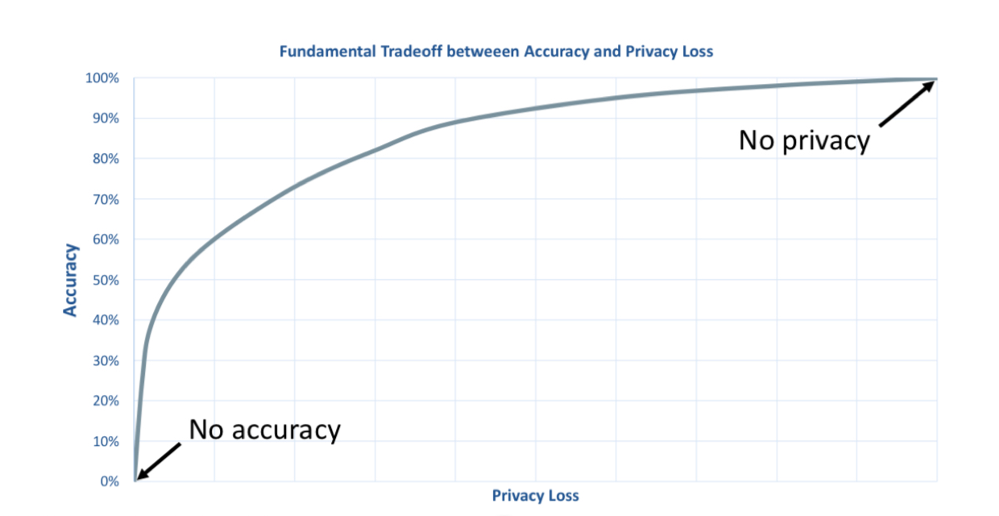 Fundamental Tradeoff betweeen Accuracy and Privacy Loss
100%
90%
No privacy
80%
70%
60%
Accuracy
50%
40%
30%
20%
No accuracy
10%
0%
Privacy Loss